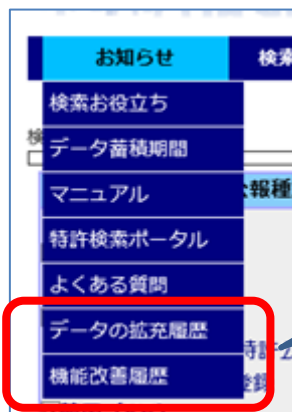 お知らせ
検索
検索お役立ち
データ蓄積期間
マニュアル
報種
特許検索ポータル
よくある質問
データの拡充履歴
機能改善履歴